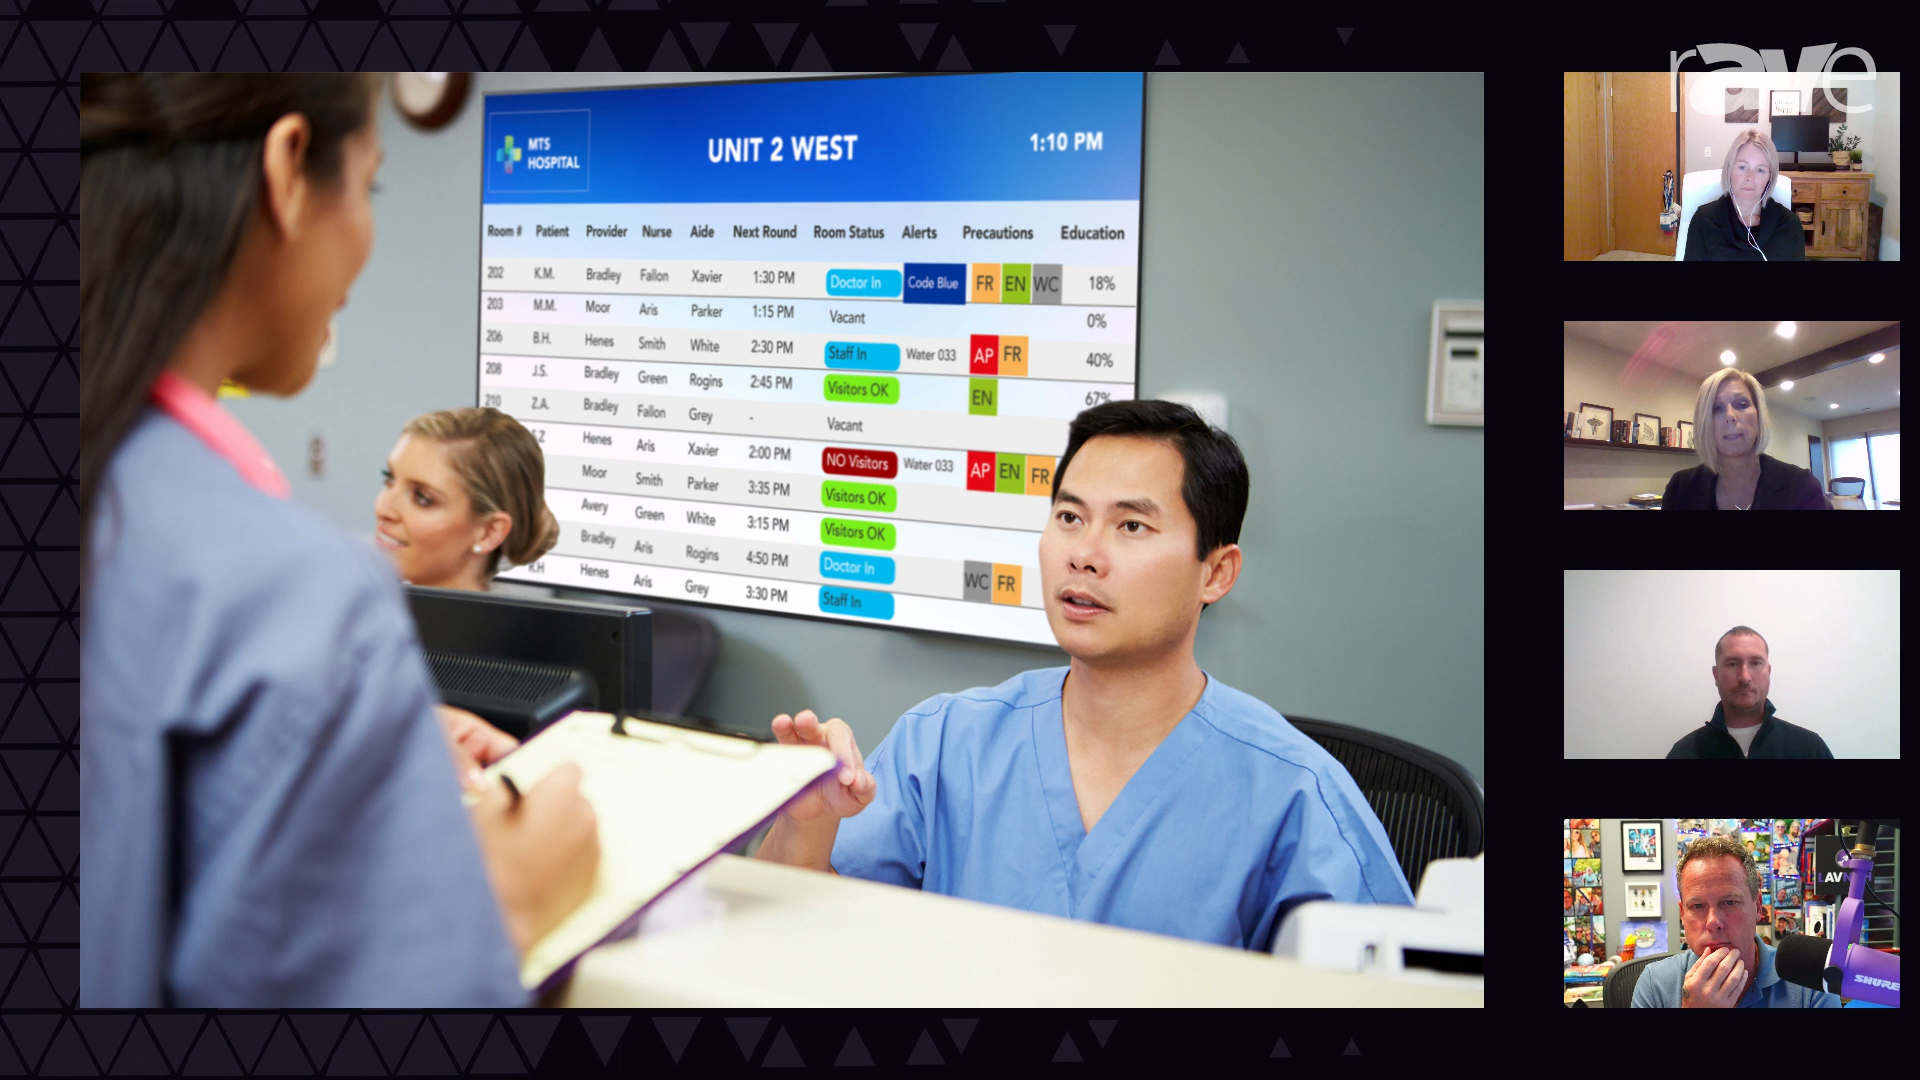 rave
MTS
HOSPITAL
UNIT 2 WEST
1:10 PM
Room # Patient Provider Nurse Aide Next Round Room Status Alerts Precautions Education
202 K.M. Bradley Fallon Xavier 1:30 PM Doctor In Code Blue FR EN WC 18%
203 M.M. Moor Aris Parker 1:15 PM Vacant 0%
206 B.H. Henes Smith White 2:30 PM Staff In Water 033 AP FR 40%
208 J.S. Bradley Green Rogins 2:45 PM Visitors OK EN 67%
210 Z.A. Bradley Fallon Grey - Vacant
Henes Aris Xavier 2:00 PM NO Visitors Water 033 AP EN FR
Moor Smith Parker 3:35 PM Visitors OK
Avery Green White 3:15 PM Visitors OK
Bradley Aris Rogins 4:50 PM Doctor In WC FR
R.H Henes Aris Grey 3:30 PM Staff In
SHURE